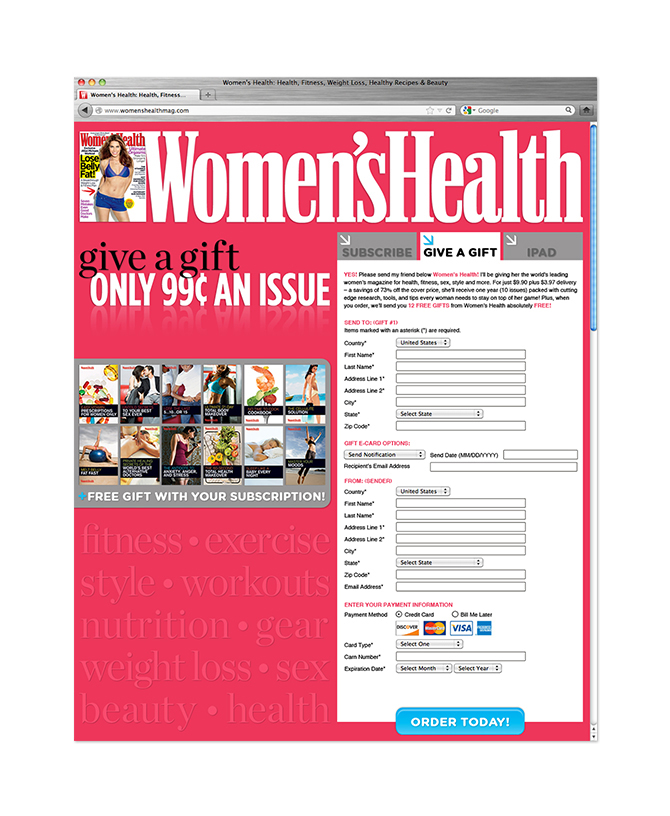 Women's Health: Health, Fitness, Weight Loss, Healthy Recipes & Beauty
Women's Health: Health, Fitness...
www.womenshealthmag.com
Google
Women'sHealth
Lose
Belly
Fat!
Women'sHealth
give a gift
ONLY 99¢ AN ISSUE
PRESCRIPTIONS
FOR WOMEN ONLY
TO YOUR BEST
SEX EVER
TOTAL BODY
MAKEOVER
COOKBOOK
SOLUTION
FAT FAST
WORLD'S BEST
ALTERNATIVE
DOCTORS
ANXIETY, ANGER,
AND STRESS
TOTAL HEALTH
MAKEOVER
BABY EVERY
NIGHT
YOUR
MOODS
+FREE GIFT WITH YOUR SUBSCRIPTION!
fitness • exercise
style • workouts
nutrition • gear
weight loss • sex
beauty • health
SUBSCRIBE
GIVE A GIFT
IPAD
YES! Please send my friend below Women's Health! I'll be giving her the world's leading
women's magazine for health, fitness, sex, style and more. For just $9.90 plus $3.97 delivery
– a savings of 73% off the cover price, she'll receive one year (10 issues) packed with cutting
edge research, tools, and tips every woman needs to stay on top of her game! Plus, when
you order, we'll send you 12 FREE GIFTS from Women's Health absolutely FREE!
SEND TO: (GIFT #1)
Items marked with an asterisk (*) are required.
Country* United States
First Name*
Last Name*
Address Line 1*
Address Line 2*
City*
State* Select State
Zip Code*
GIFT E-CARD OPTIONS:
Send Notification Send Date (MM/DD/YYYY)
Recipient's Email Address
FROM: (SENDER)
Country* United States
First Name*
Last Name*
Address Line 1*
Address Line 2*
City*
State* Select State
Zip Code*
Email Address*
ENTER YOUR PAYMENT INFORMATION
Payment Method Credit Card Bill Me Later
DISCOVER MasterCard VISA
Card Type* Select One
Carn Number*
Expiration Date* Select Month Select Year
ORDER TODAY!